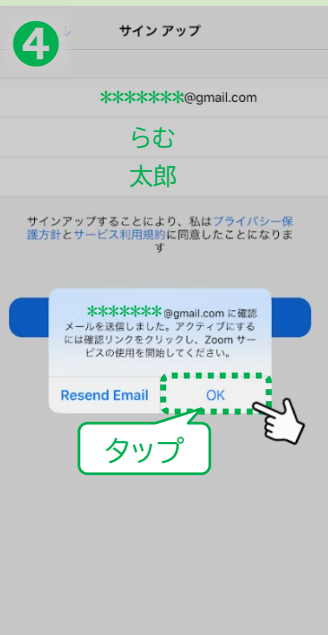 ④
サイン アップ
*******@gmail.com
らむ
太郎
サインアップすることにより、私はプライバシー保
護方針とサービス利用規約に同意したことになりま
す
*******@gmail.com に確認
メールを送信しました。アクティブにする
には確認リンクをクリックし、Zoom サー
ビスの使用を開始してください。
Resend Email
OK
タップ